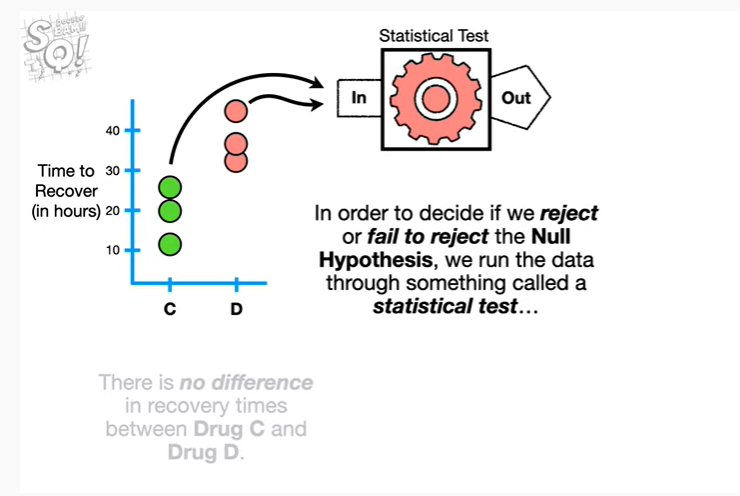 STATQUEST
BAM!!
Statistical Test
In
Out
40
30
20
10
Time to
Recover
(in hours)
C
D
In order to decide if we reject
or fail to reject the Null
Hypothesis, we run the data
through something called a
statistical test...
There is no difference
in recovery times
between Drug C and
Drug D.